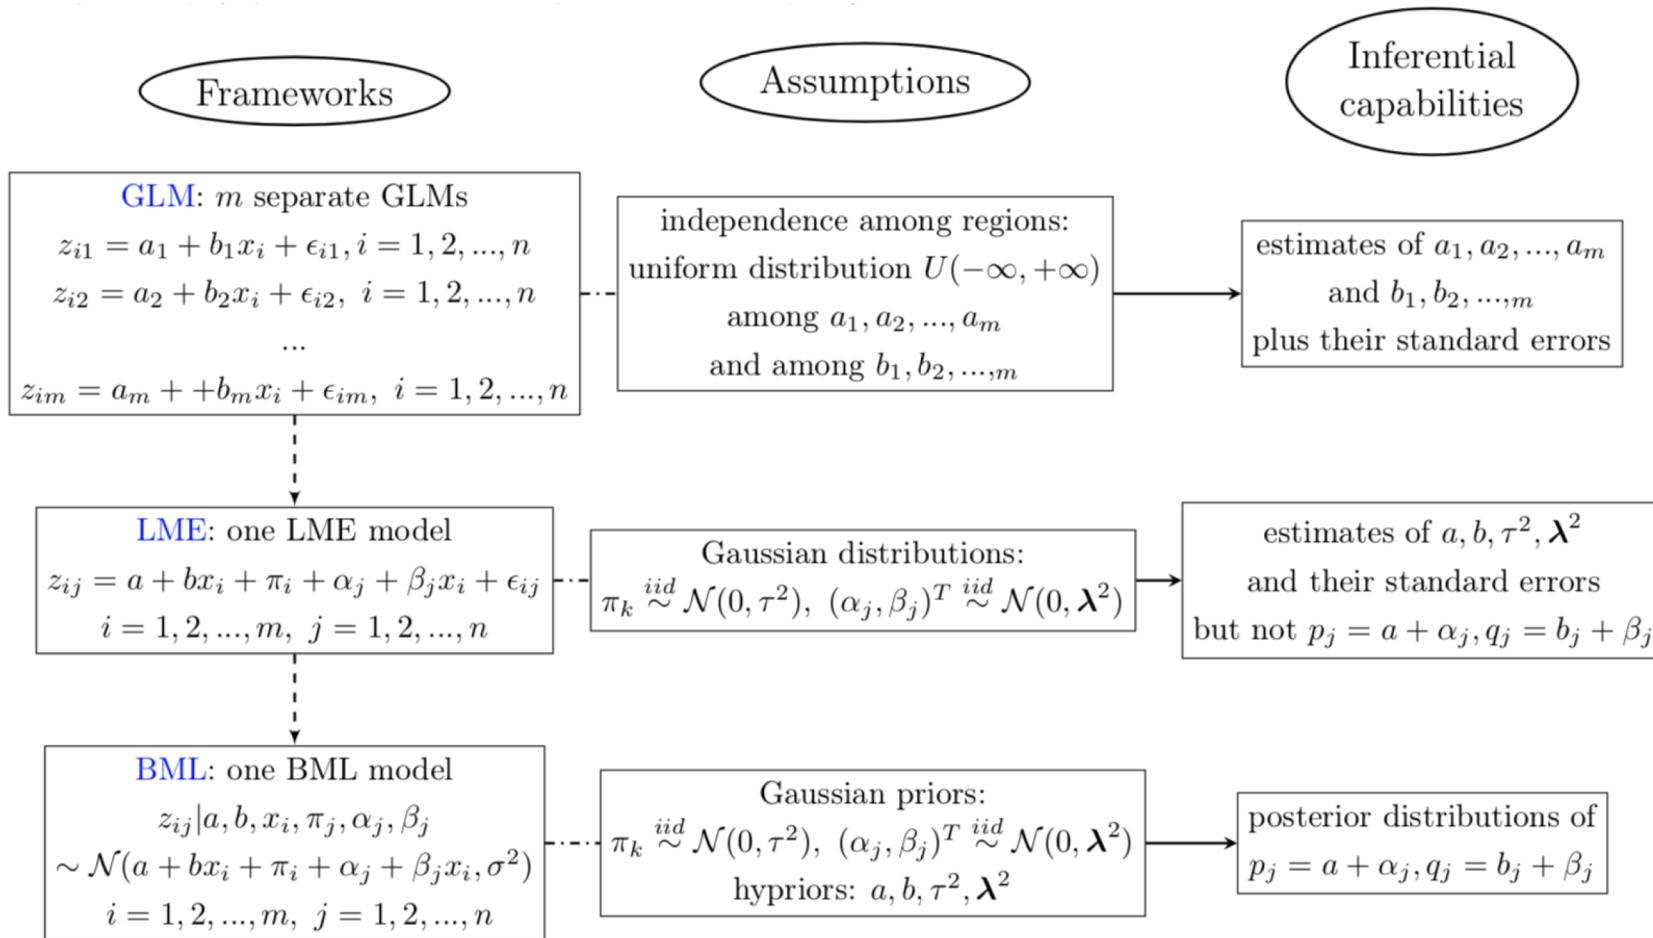 Frameworks
Assumptions
Inferential
capabilities
GLM: m separate GLMs
z_{i1} = a_1 + b_1x_i + ϵ_{i1}, i = 1, 2, ..., n
z_{i2} = a_2 + b_2x_i + ϵ_{i2}, i = 1, 2, ..., n
...
z_{im} = a_m + +b_mx_i + ϵ_{im}, i = 1, 2, ..., n
independence among regions:
uniform distribution U(−∞, +∞)
among a_1, a_2, ..., a_m
and among b_1, b_2, ...,_m
estimates of a_1, a_2, ..., a_m
and b_1, b_2, ...,_m
plus their standard errors
LME: one LME model
z_{ij} = a + bx_i + π_i + α_j + β_jx_i + ϵ_{ij}
i = 1, 2, ..., m, j = 1, 2, ..., n
Gaussian distributions:
π_k \overset{iid}{∼} 𝒩(0, τ^2), (α_j, β_j)^T \overset{iid}{∼} 𝒩(0, λ^2)
estimates of a, b, τ^2, λ^2
and their standard errors
but not p_j = a + α_j, q_j = b_j + β_j
BML: one BML model
z_{ij}|a, b, x_i, π_j, α_j, β_j
∼ 𝒩(a + bx_i + π_i + α_j + β_jx_i, σ^2)
i = 1, 2, ..., m, j = 1, 2, ..., n
Gaussian priors:
π_k \overset{iid}{∼} 𝒩(0, τ^2), (α_j, β_j)^T \overset{iid}{∼} 𝒩(0, λ^2)
hypriors: a, b, τ^2, λ^2
posterior distributions of
p_j = a + α_j, q_j = b_j + β_j